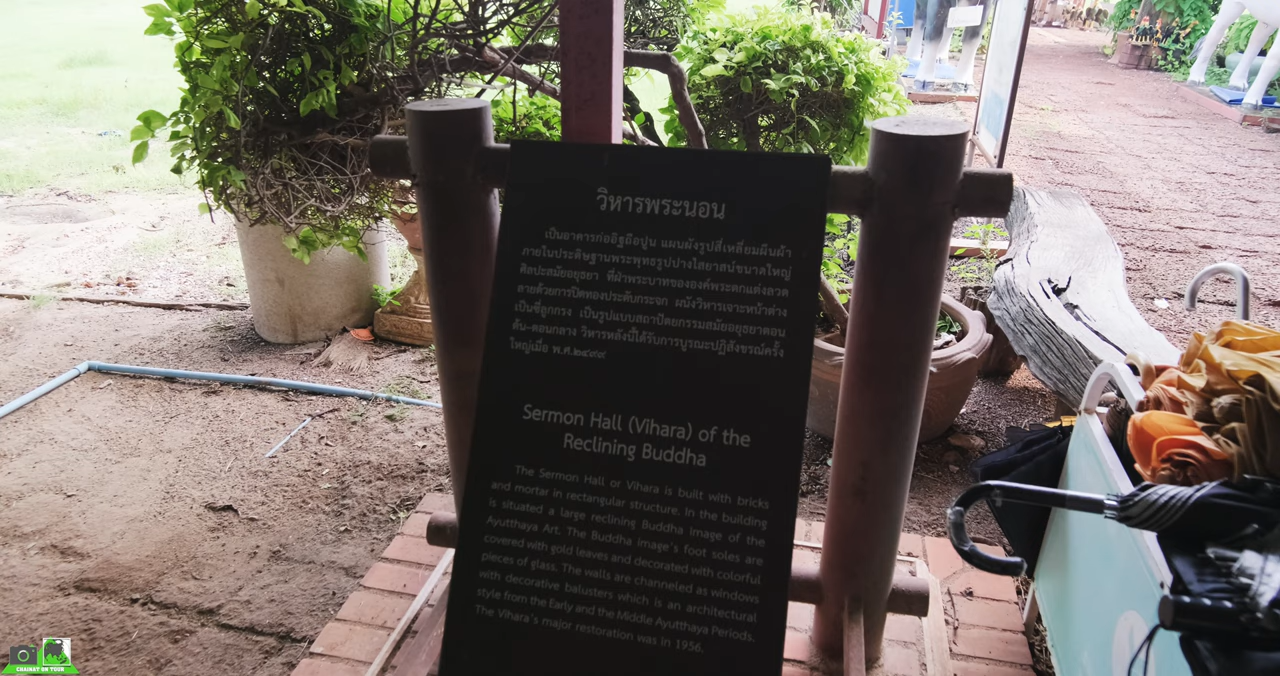 วิหารพระนอน
เป็นอาคารก่ออิฐถือปูน แผนผังรูปสี่เหลี่ยมผืนผ้า
ภายในประดิษฐานพระพุทธรูปปางไสยาสน์ขนาดใหญ่
ศิลปะสมัยอยุธยา ที่ฝ่าพระบาทขององค์พระตกแต่งลวด
ลายด้วยการปิดทองประดับกระจก ผนังวิหารเจาะหน้าต่าง
เป็นซี่ลูกกรง เป็นรูปแบบสถาปัตยกรรมสมัยอยุธยาตอน
ต้น-ตอนกลาง วิหารหลังนี้ได้รับการบูรณะปฏิสังขรณ์ครั้ง
ใหญ่เมื่อ พ.ศ.๒๔๙๙
Sermon Hall (Vihara) of the
Reclining Buddha
The Sermon Hall or Vihara is built with bricks
and mortar in rectangular structure. In the building
is situated a large reclining Buddha image of the
Ayutthaya Art. The Buddha image's foot soles are
covered with gold leaves and decorated with colorful
pieces of glass. The walls are channeled as windows
with decorative balusters which is an architectural
style from the Early and the Middle Ayutthaya Periods.
The Vihara's major restoration was in 1956.
CHAINAT ON TOUR